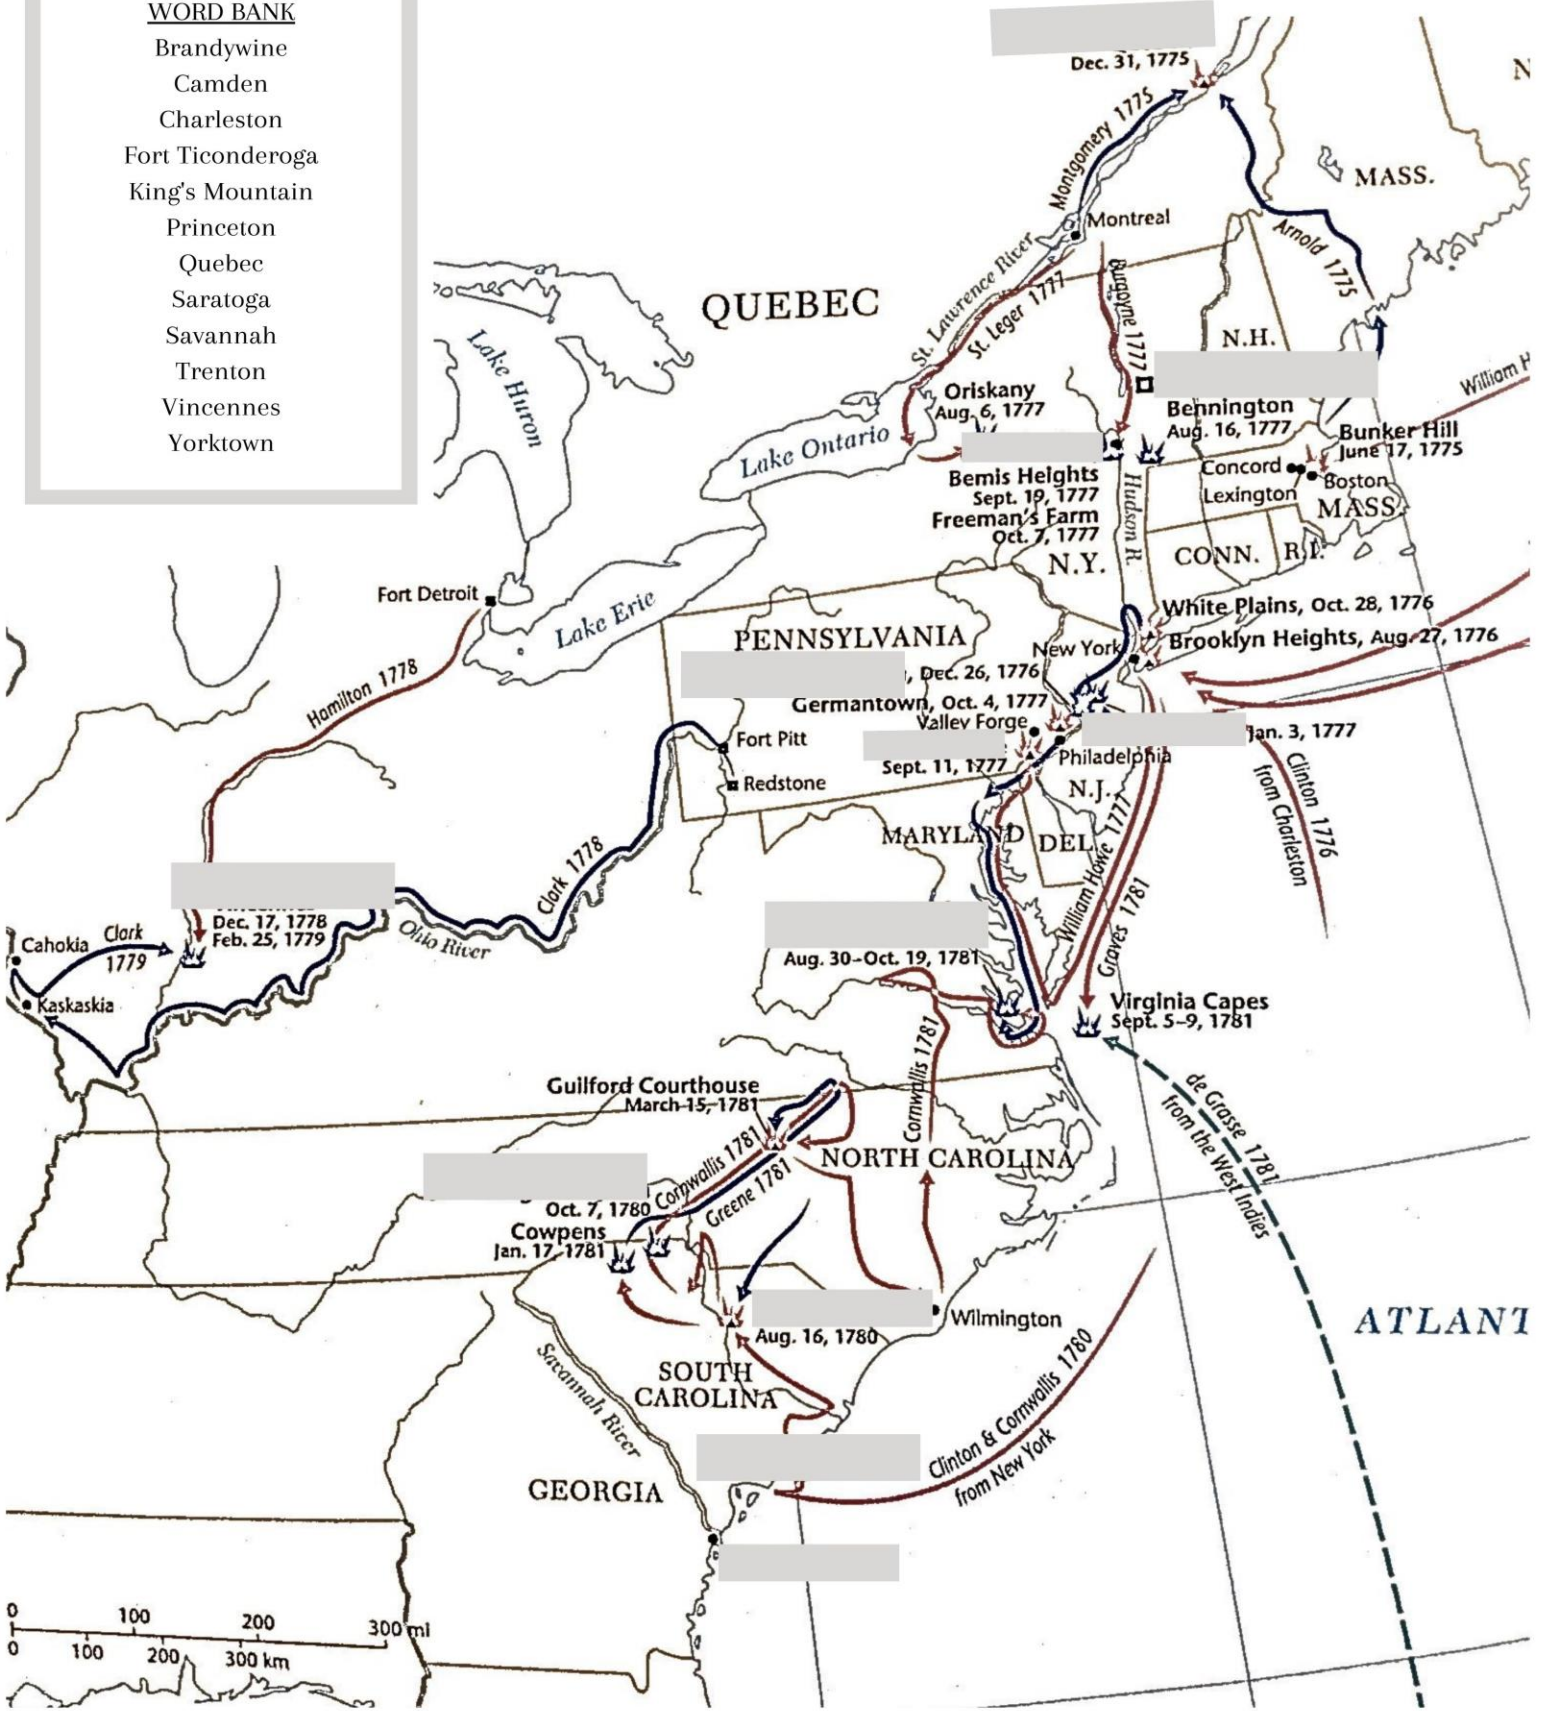 WORD BANK
Brandywine
Camden
Charleston
Fort Ticonderoga
King's Mountain
Princeton
Quebec
Saratoga
Savannah
Trenton
Vincennes
Yorktown
Dec. 31, 1775
N
Montgomery 1775
MASS.
Montreal
Arnold 1775
St. Lawrence River
St. Leger 1777
Burgoyne 1777
QUEBEC
N.H.
Lake Huron
William H
Oriskany
Aug. 6, 1777
Bennington
Aug. 16, 1777
Bunker Hill
June 17, 1775
Lake Ontario
Concord
Lexington
Boston
MASS.
Bemis Heights
Sept. 19, 1777
Freeman's Farm
Oct. 7, 1777
Hudson R.
N.Y.
CONN.
R.I.
Fort Detroit
Lake Erie
White Plains, Oct. 28, 1776
Brooklyn Heights, Aug. 27, 1776
PENNSYLVANIA
New York
, Dec. 26, 1776
Hamilton 1778
Germantown, Oct. 4, 1777
Valley Forge
Jan. 3, 1777
Fort Pitt
Philadelphia
Sept. 11, 1777
Redstone
N.J.
Clinton 1776
from Charleston
MARYLAND
DEL.
Clark 1778
William Howe 1777
Graves 1781
Dec. 17, 1778
Feb. 25, 1779
Ohio River
Cahokia
Clark
1779
Kaskaskia
Aug. 30–Oct. 19, 1781
Virginia Capes
Sept. 5–9, 1781
Cornwallis 1781
Guilford Courthouse
March 15, 1781
de Grasse 1781
from the West Indies
NORTH CAROLINA
Cornwallis 1781
Greene 1781
Oct. 7, 1780
Cowpens
Jan. 17, 1781
Wilmington
Aug. 16, 1780
ATLANT
SOUTH
CAROLINA
Savannah River
Clinton & Cornwallis 1780
from New York
GEORGIA
0 100 200 300 mi
0 100 200 300 km